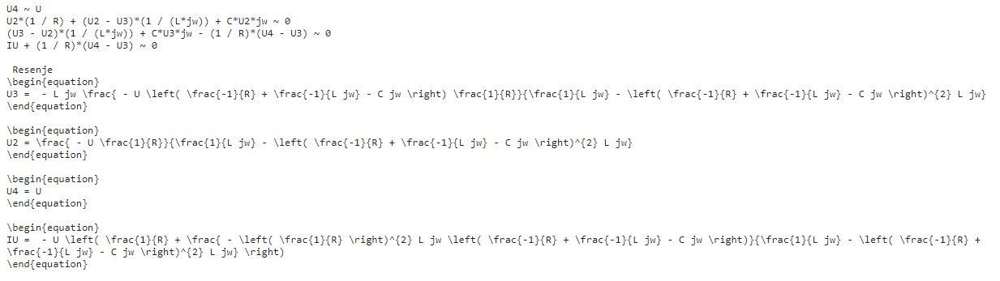 U4 ~ U
U2*(1 / R) + (U2 - U3)*(1 / (L*jw)) + C*U2*jw ~ 0
(U3 - U2)*(1 / (L*jw)) + C*U3*jw - (1 / R)*(U4 - U3) ~ 0
IU + (1 / R)*(U4 - U3) ~ 0
Resenje
\begin{equation}
U3 =  - L jw \frac{ - U \left( \frac{-1}{R} + \frac{-1}{L jw} - C jw \right) \frac{1}{R}}{\frac{1}{L jw} - \left( \frac{-1}{R} + \frac{-1}{L jw} - C jw \right)^{2} L jw}
\end{equation}
\begin{equation}
U2 = \frac{ - U \frac{1}{R}}{\frac{1}{L jw} - \left( \frac{-1}{R} + \frac{-1}{L jw} - C jw \right)^{2} L jw}
\end{equation}
\begin{equation}
U4 = U
\end{equation}
\begin{equation}
IU =  - U \left( \frac{1}{R} + \frac{ - \left( \frac{1}{R} \right)^{2} L jw \left( \frac{-1}{R} + \frac{-1}{L jw} - C jw \right)}{\frac{1}{L jw} - \left( \frac{-1}{R} +
\frac{-1}{L jw} - C jw \right)^{2} L jw} \right)
\end{equation}